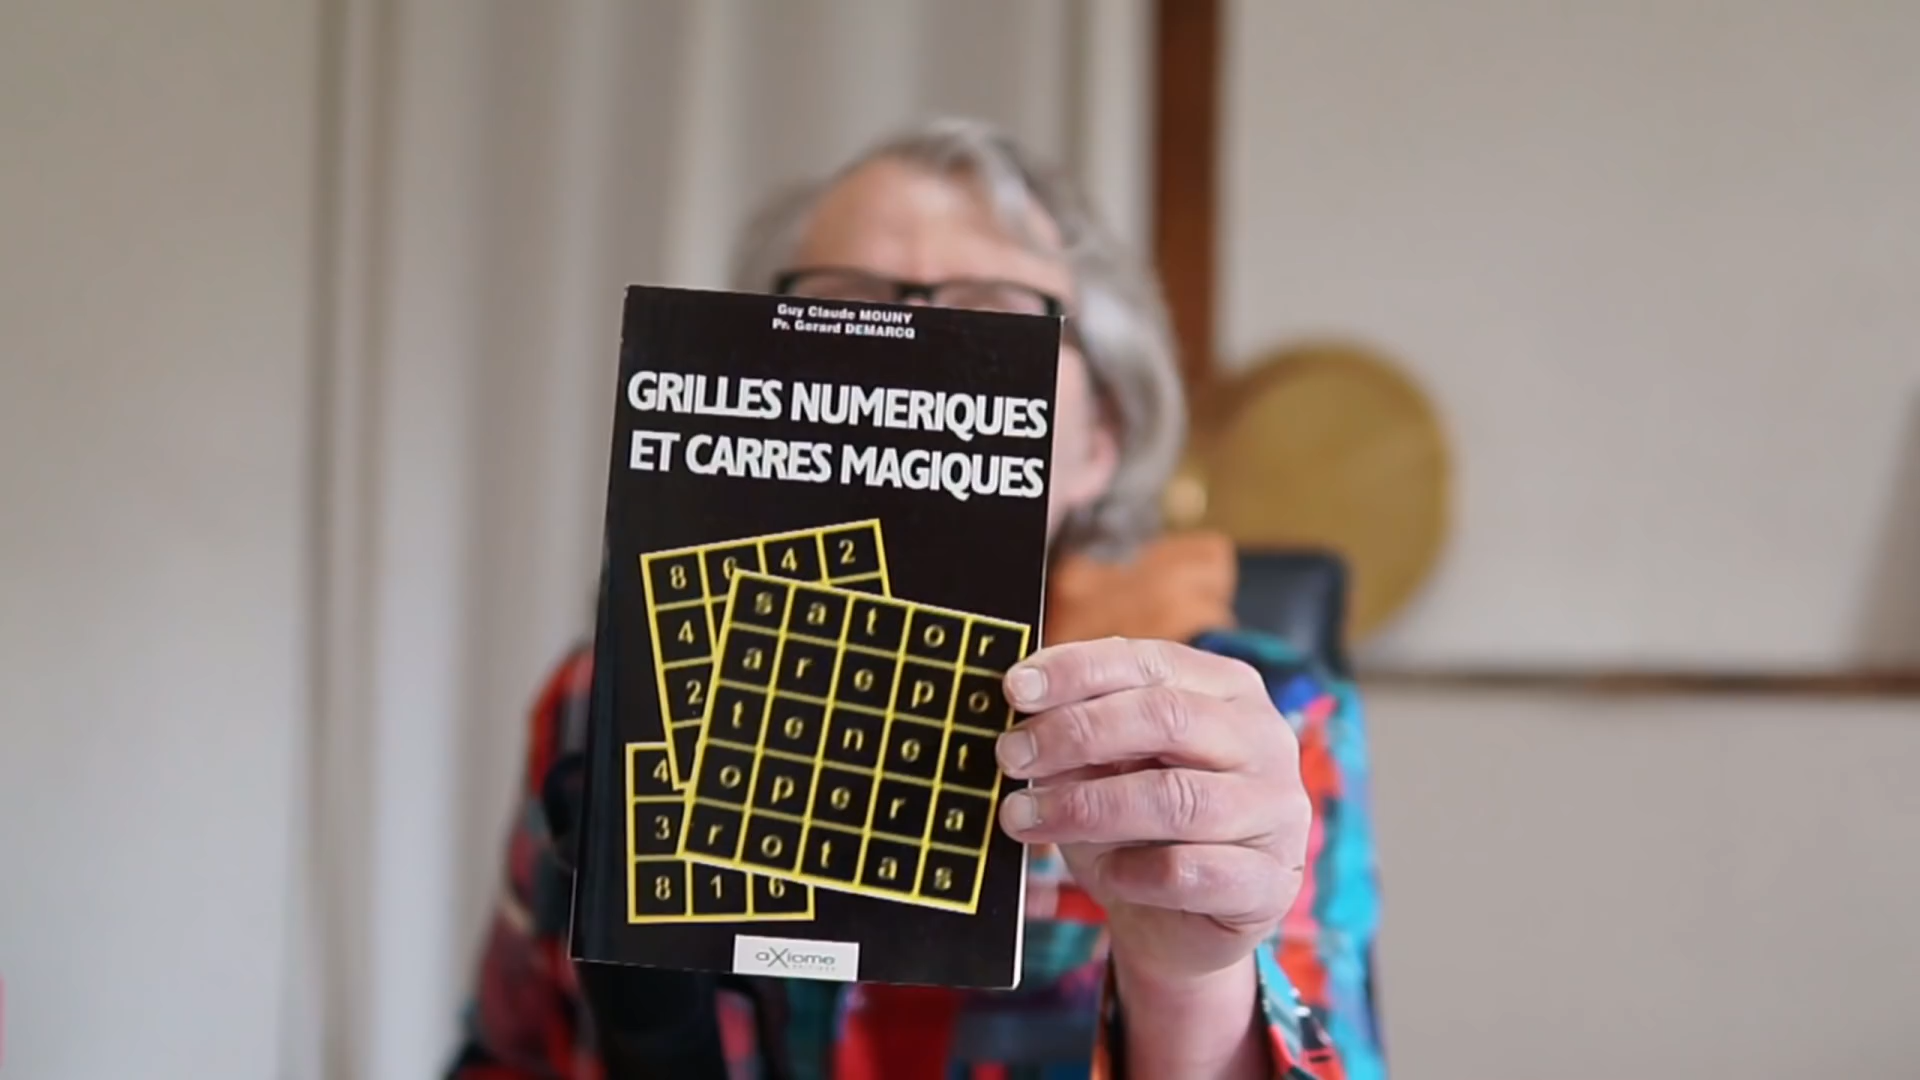 Guy Claude MOUNY
Pr. Gerard DEMARCQ
GRILLES NUMERIQUES
ET CARRES MAGIQUES
8 6 4 2
4
2
s a t o r
a r e p o
t e n e t
o p e r a
r o t a s
4
3
8 1 6
aXiome